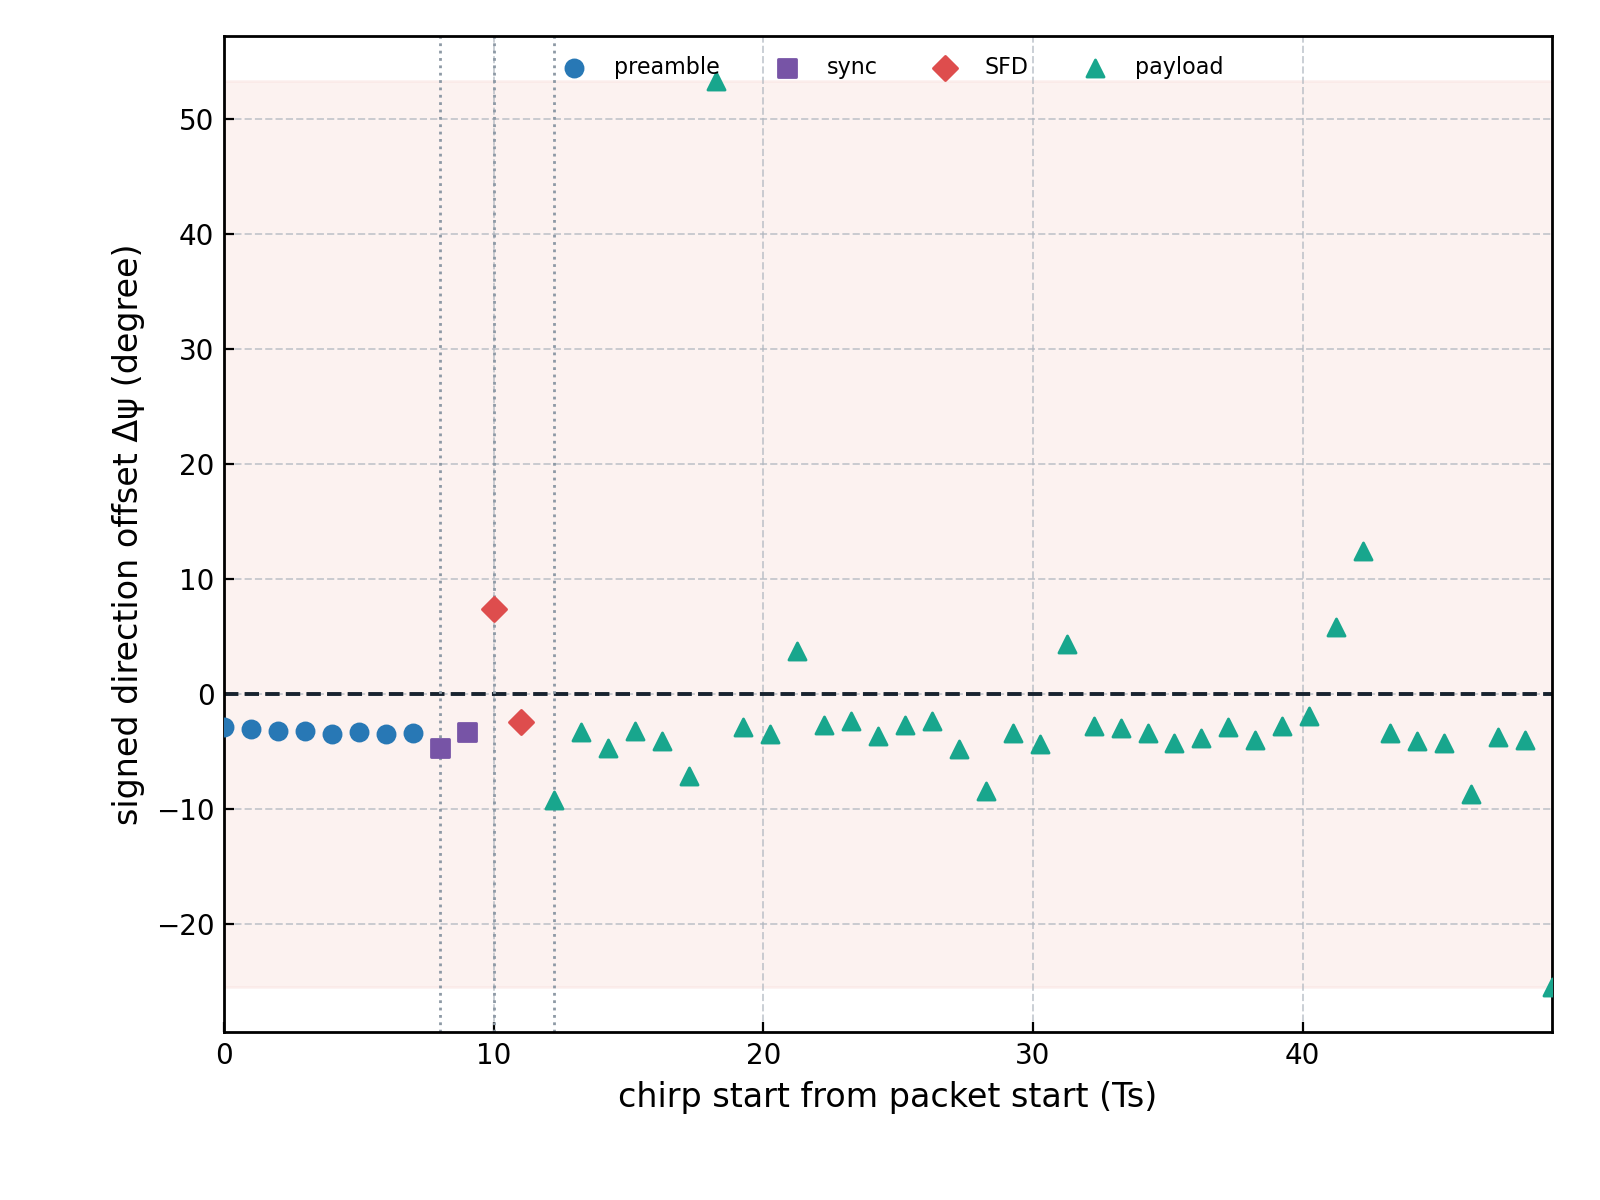 preamble sync SFD payload
50
40
30
20
10
0
−10
−20
signed direction offset Δψ (degree)
0 10 20 30 40
chirp start from packet start (Ts)